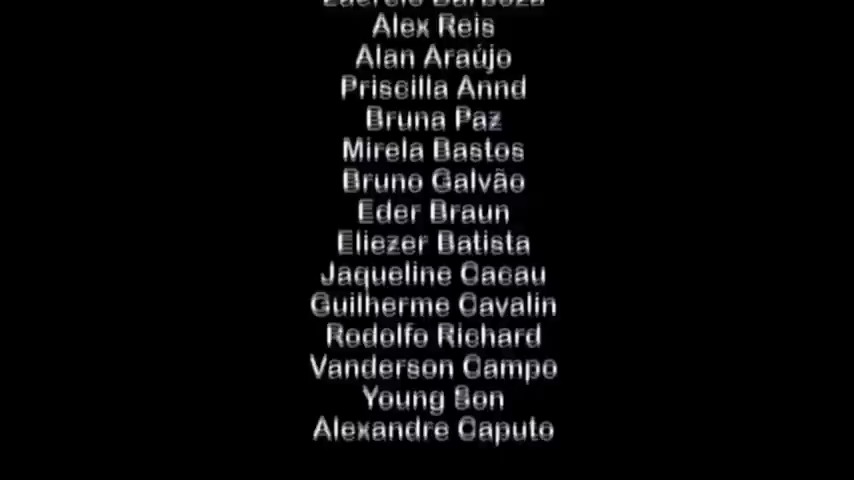 Barboza
Alex Reis
Alan Araújo
Priscilla Annd
Bruna Paz
Mirela Bastos
Bruno Galvão
Eder Braun
Eliezer Batista
Jaqueline Cacau
Guilherme Cavalin
Rodolfo Richard
Vanderson Campo
Young Son
Alexandre Caputo